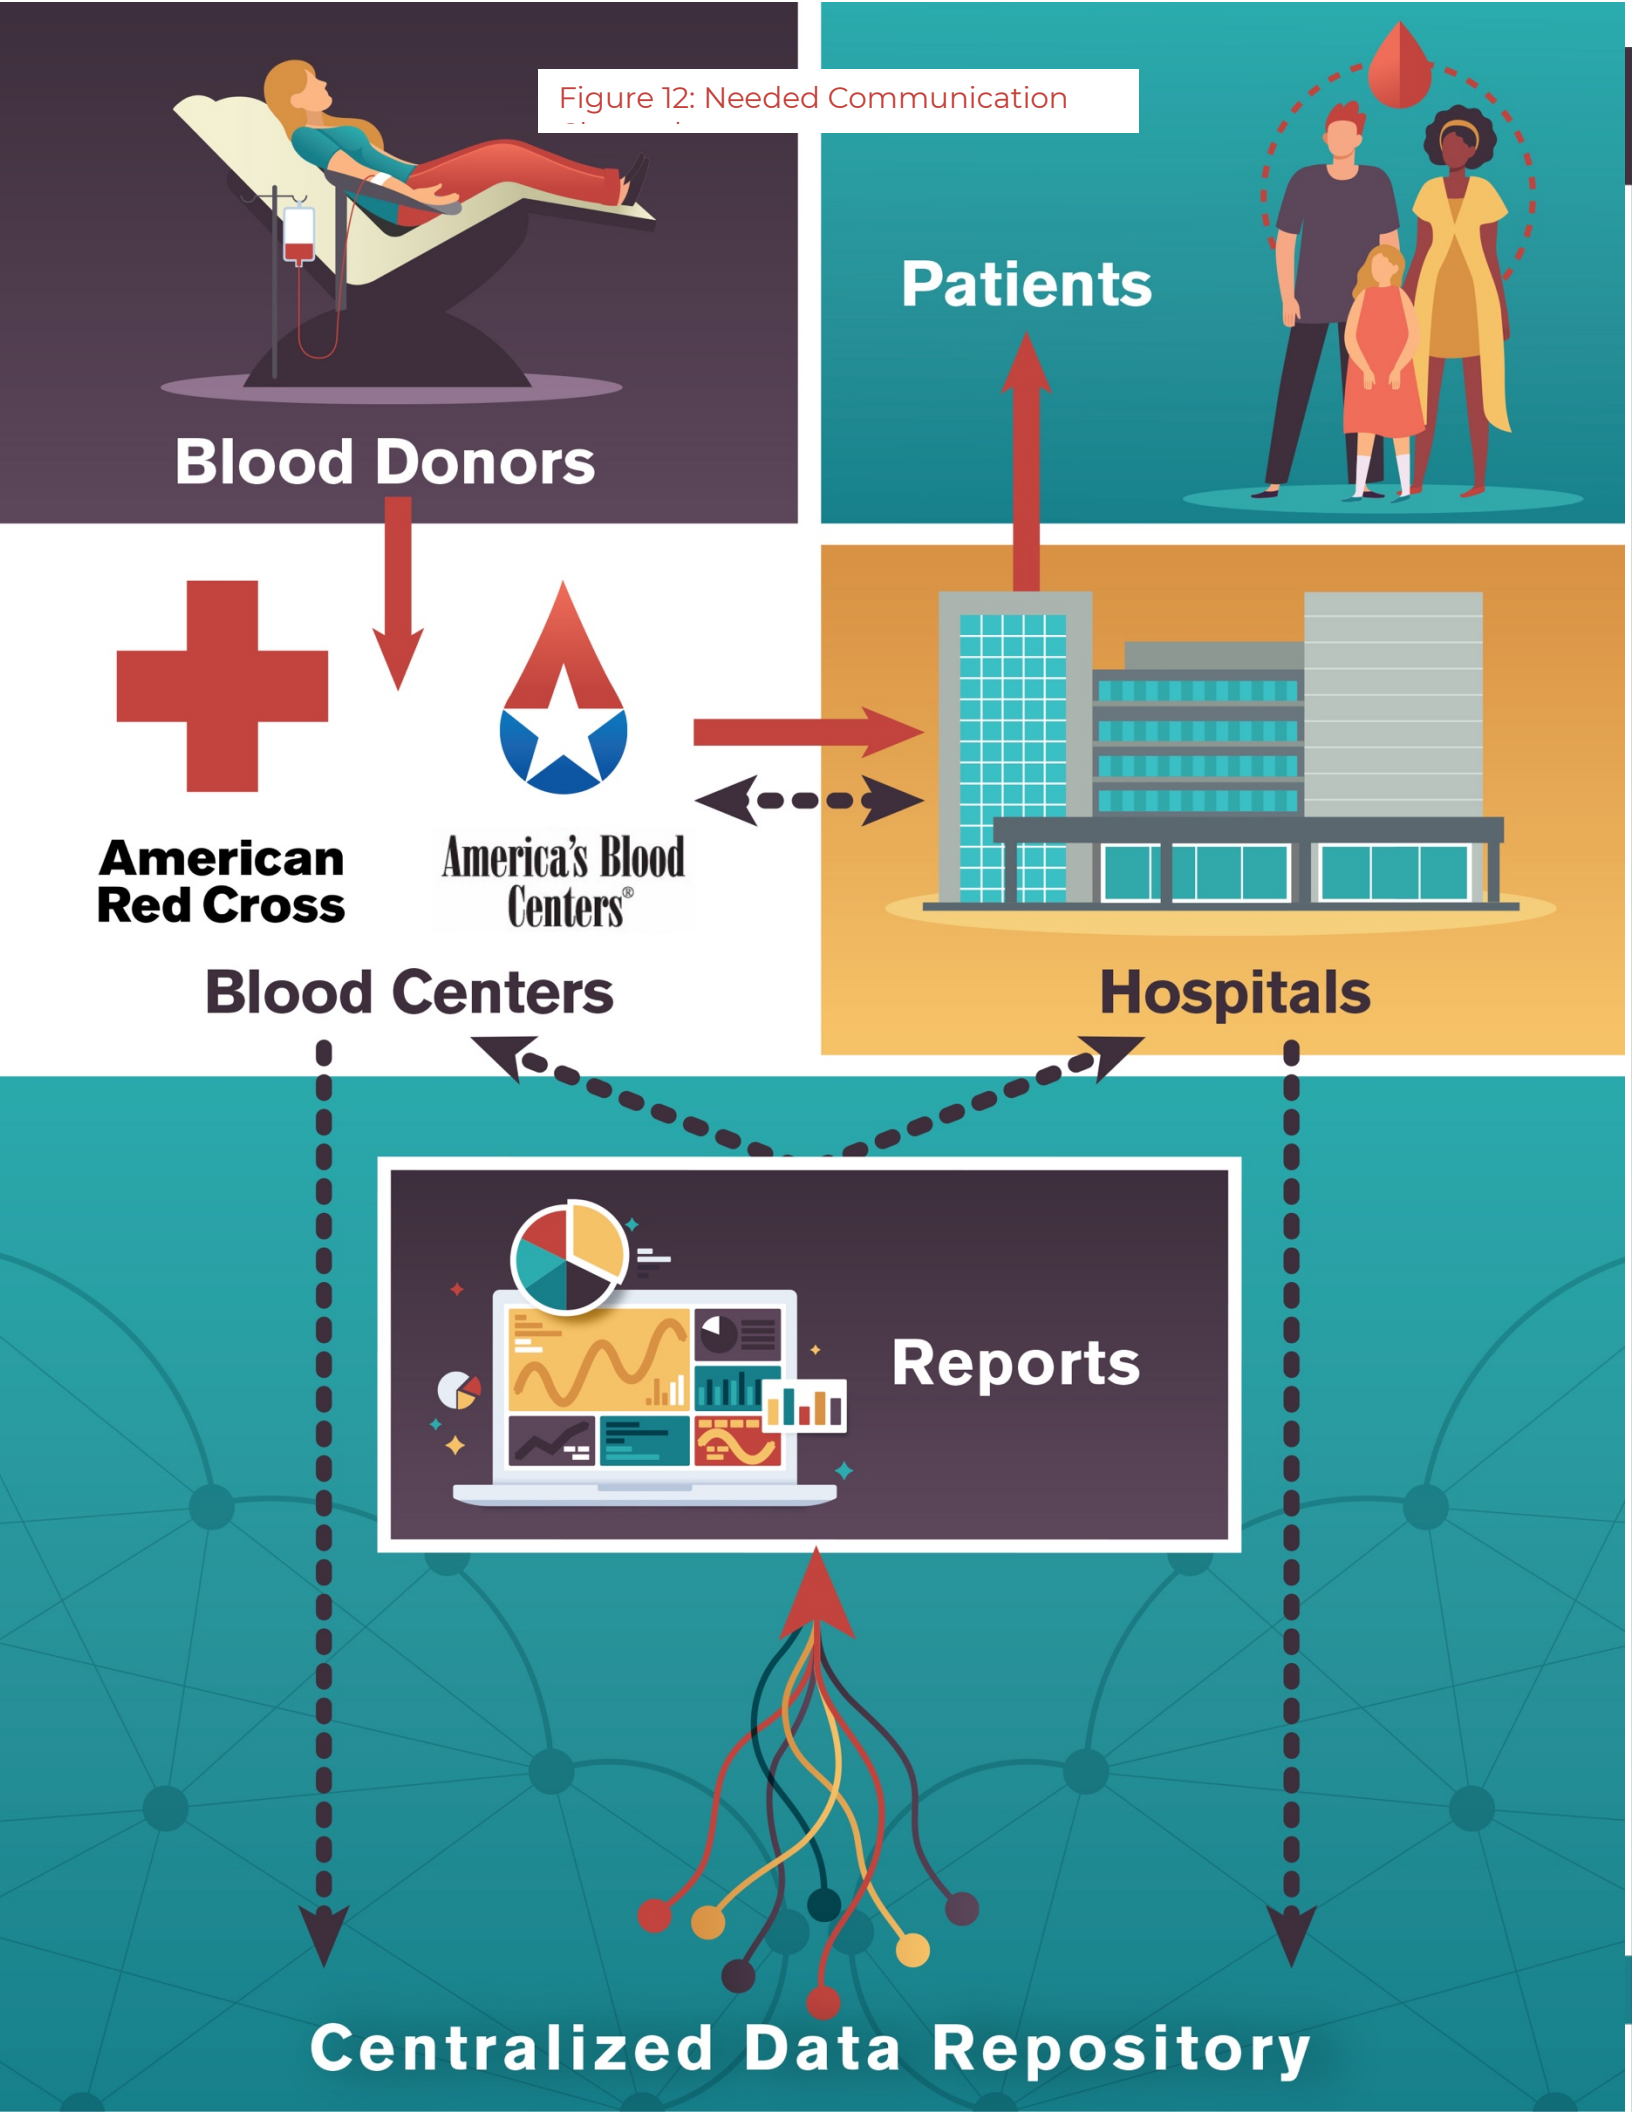 Figure 12: Needed Communication
Patients
Blood Donors
American
Red Cross
America's Blood
Centers®
Blood Centers
Hospitals
Reports
Centralized Data Repository